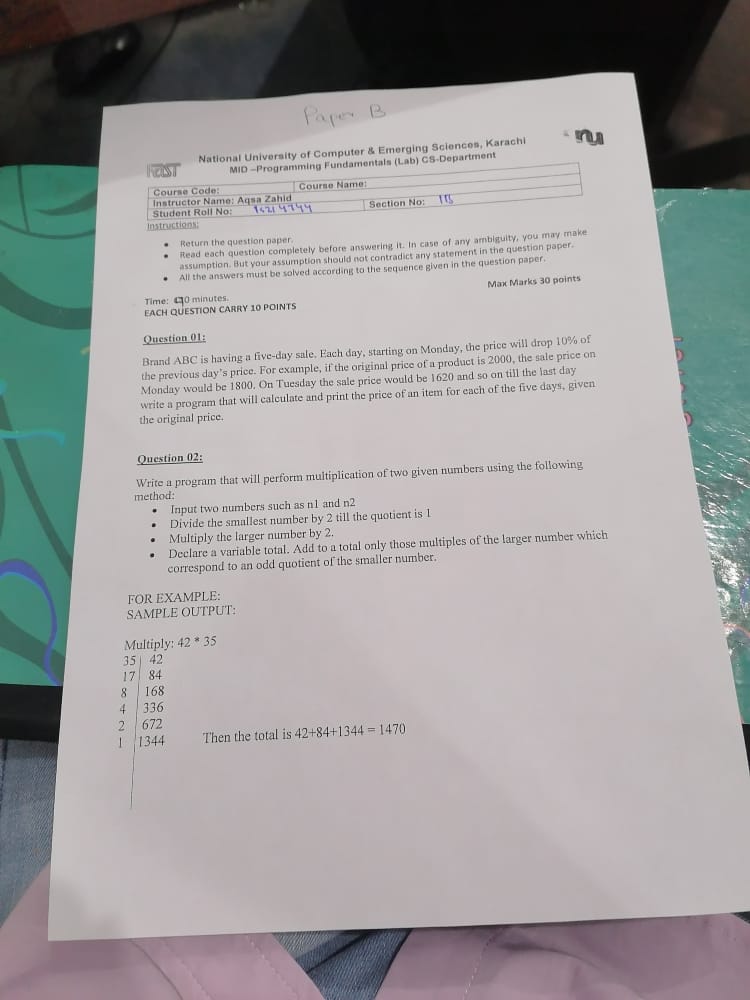 Paper B
FAST
nu
National University of Computer & Emerging Sciences, Karachi
MID –Programming Fundamentals (Lab) CS-Department
Course Code: Course Name:
Instructor Name: Aqsa Zahid
Student Roll No: Section No: 1B
Instructions:
• Return the question paper.
• Read each question completely before answering it. In case of any ambiguity, you may make
assumption. But your assumption should not contradict any statement in the question paper.
• All the answers must be solved according to the sequence given in the question paper.
Time: 90 minutes. Max Marks 30 points
EACH QUESTION CARRY 10 POINTS
Question 01:
Brand ABC is having a five-day sale. Each day, starting on Monday, the price will drop 10% of
the previous day's price. For example, if the original price of a product is 2000, the sale price on
Monday would be 1800. On Tuesday the sale price would be 1620 and so on till the last day
write a program that will calculate and print the price of an item for each of the five days, given
the original price.
Question 02:
Write a program that will perform multiplication of two given numbers using the following
method:
• Input two numbers such as n1 and n2
• Divide the smallest number by 2 till the quotient is 1
• Multiply the larger number by 2.
• Declare a variable total. Add to a total only those multiples of the larger number which
correspond to an odd quotient of the smaller number.
FOR EXAMPLE:
SAMPLE OUTPUT:
Multiply: 42 * 35
35 42
17 84
8 168
4 336
2 672
1 1344 Then the total is 42+84+1344 = 1470